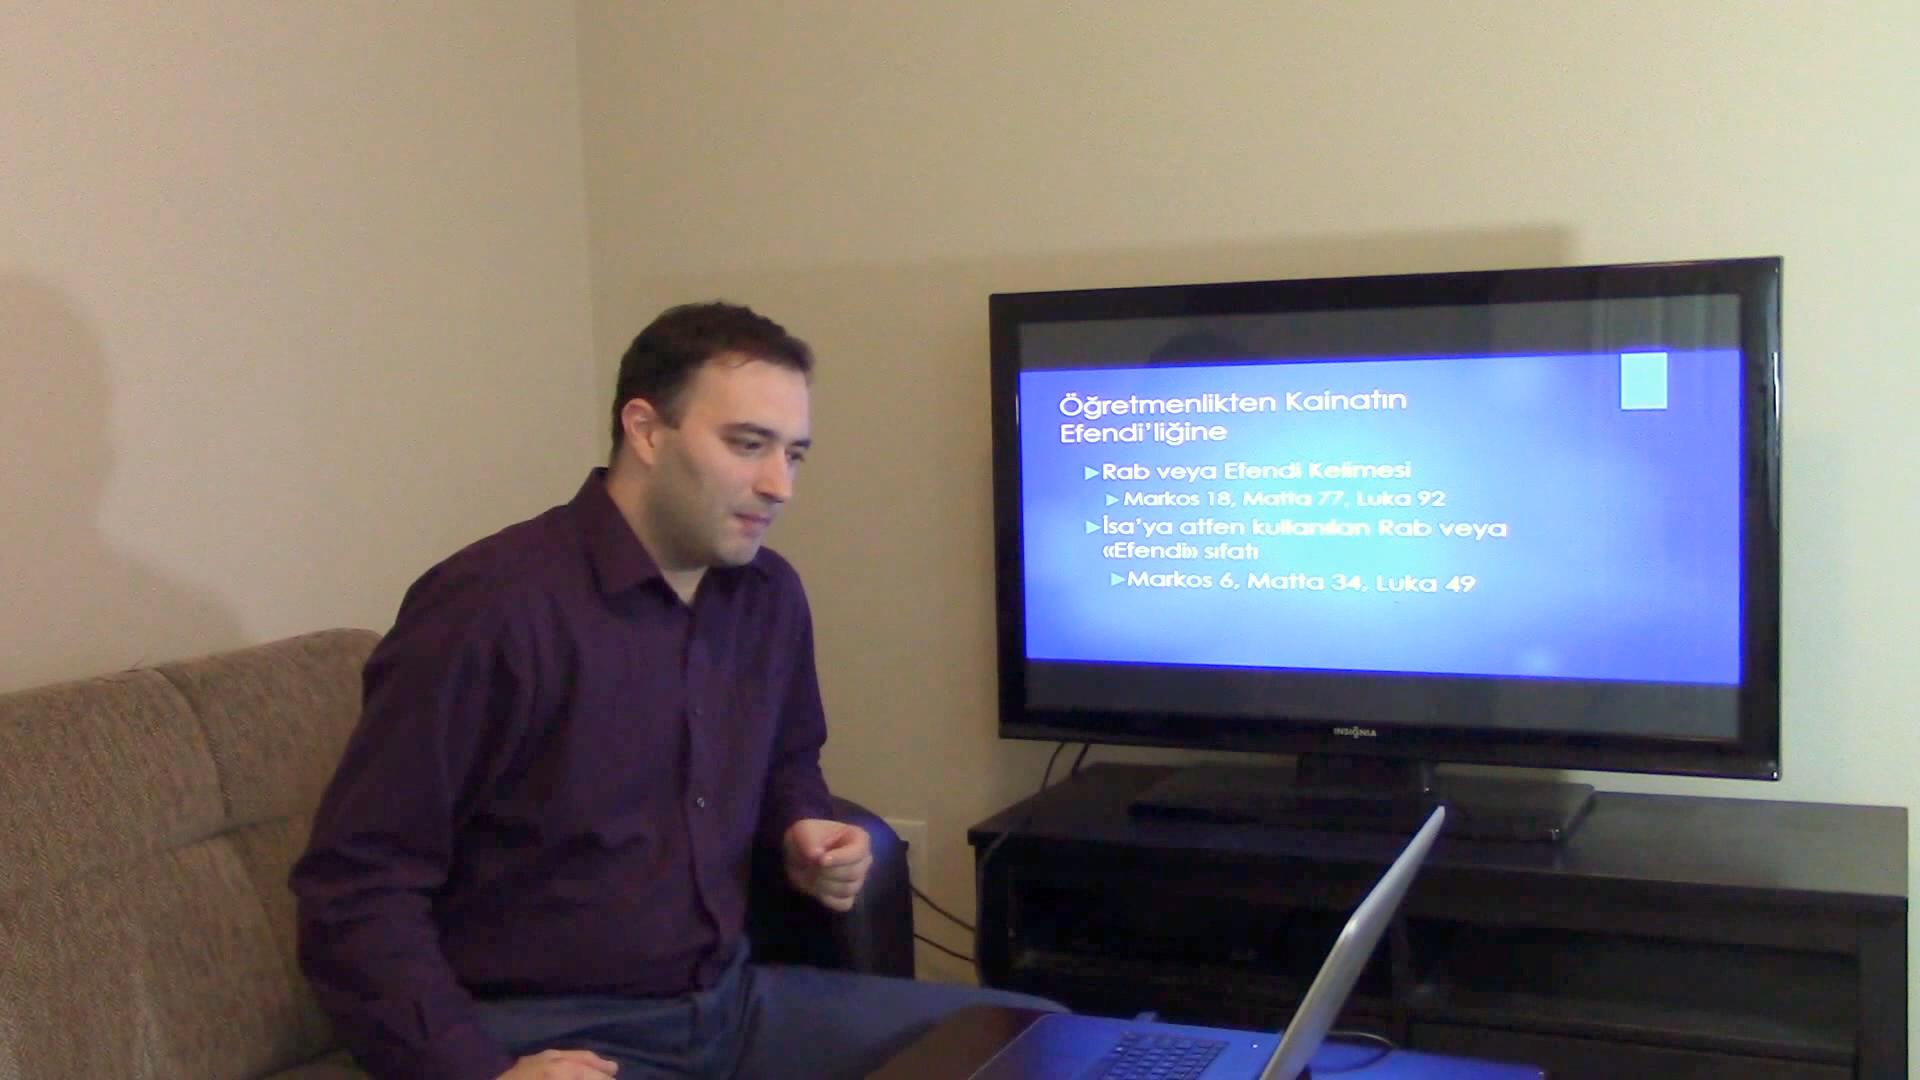 Öğretmenlikten Kainatın
Efendi'liğine
Rab veya Efendi Kelimesi
Markos 18, Matta 77, Luka 92
İsa'ya atfen kullanılan Rab veya
«Efendi» sıfatı
Markos 6, Matta 34, Luka 49
INSIGNIA